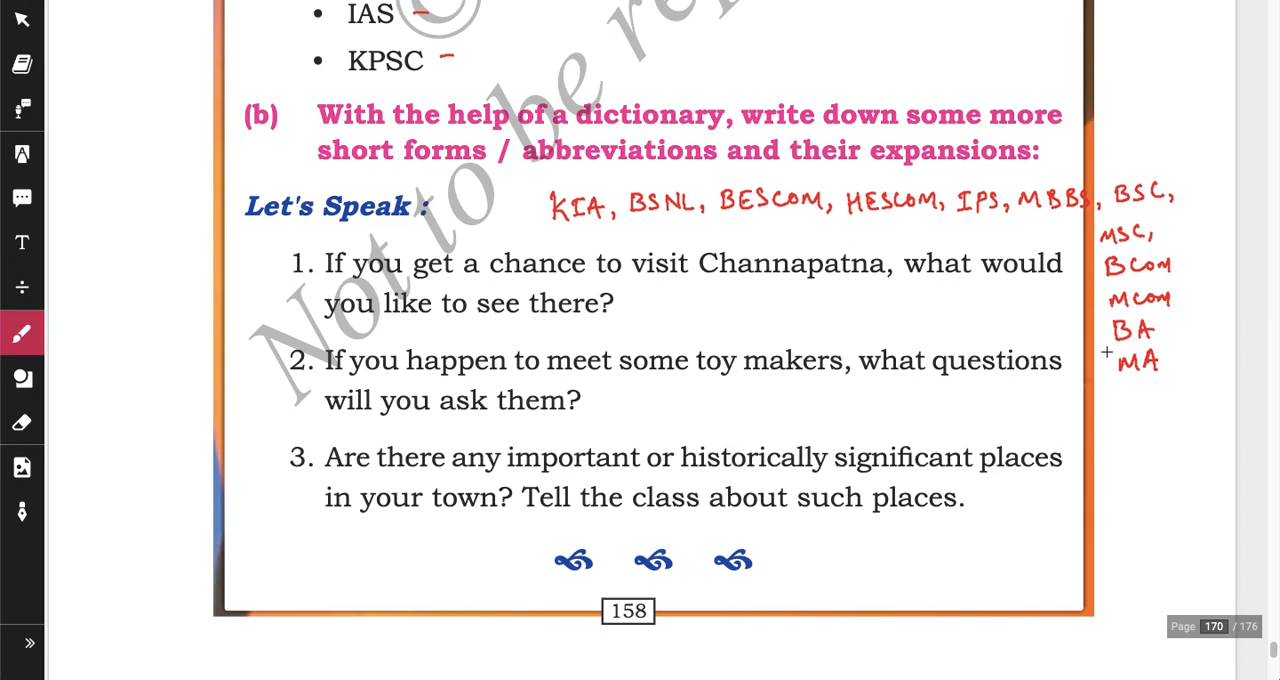 • IAS –
• KPSC –
(b) With the help of a dictionary, write down some more
short forms / abbreviations and their expansions:
Let's Speak :
KIA, BSNL, BESCOM, HESCOM, IPS, MBBS, BSC,
MSC,
BCOM
MCOM
BA
MA
1. If you get a chance to visit Channapatna, what would
you like to see there?
2. If you happen to meet some toy makers, what questions
will you ask them?
3. Are there any important or historically significant places
in your town? Tell the class about such places.
158
Page 170 / 176
© Not to be re
T